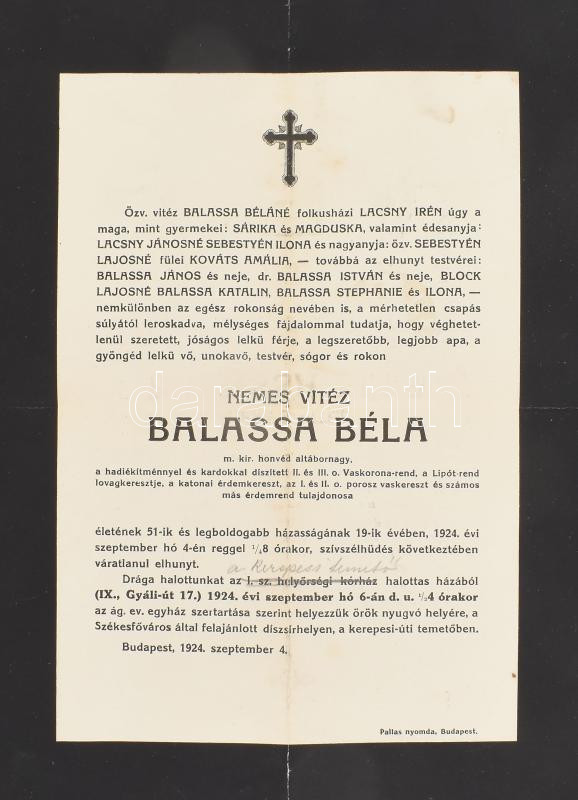 Özv. vitéz BALASSA BÉLÁNÉ folkusházi LACSNY IRÉN úgy a
maga, mint gyermekei: SÁRIKA és MAGDUSKA, valamint édesanyja:
LACSNY JÁNOSNÉ SEBESTYÉN ILONA és nagyanyja: özv. SEBESTYÉN
LAJOSNÉ fülei KOVÁTS AMÁLIA, — továbbá az elhunyt testvérei:
BALASSA JÁNOS és neje, dr. BALASSA ISTVÁN és neje, BLOCK
LAJOSNÉ BALASSA KATALIN, BALASSA STEPHANIE és ILONA, —
nemkülönben az egész rokonság nevében is, a mérhetetlen csapás
súlyától leroskadva, mélységes fájdalommal tudatja, hogy véghetet-
lenül szeretett, jóságos lelkü férje, a legszeretőbb, legjobb apa, a
gyöngéd lelkü vő, unokavő, testvér, sógor és rokon
NEMES VITÉZ
darabanth
BALASSA BÉLA
m. kir. honvéd altábornagy,
a hadiékítménnyel és kardokkal diszitett II. és III. o. Vaskorona-rend, a Lipót-rend
lovagkeresztje, a katonai érdemkereszt, az I. és II. o. porosz vaskereszt és számos
más érdemrend tulajdonosa
életének 51-ik és legboldogabb házasságának 19-ik évében, 1924. évi
szeptember hó 4-én reggel ¼8 órakor, szívszélhüdés következtében
váratlanul elhunyt.
a kerepesi temető
Drága halottunkat az I. sz. helyőrségi kórház halottas házából
(IX., Gyáli-út 17.) 1924. évi szeptember hó 6-án d. u. ½4 órakor
az ág. ev. egyház szertartása szerint helyezzük örök nyugvó helyére, a
Székesfőváros által felajánlott díszsírhelyen, a kerepesi-úti temetőben.
Budapest, 1924. szeptember 4.
Pallas nyomda, Budapest.